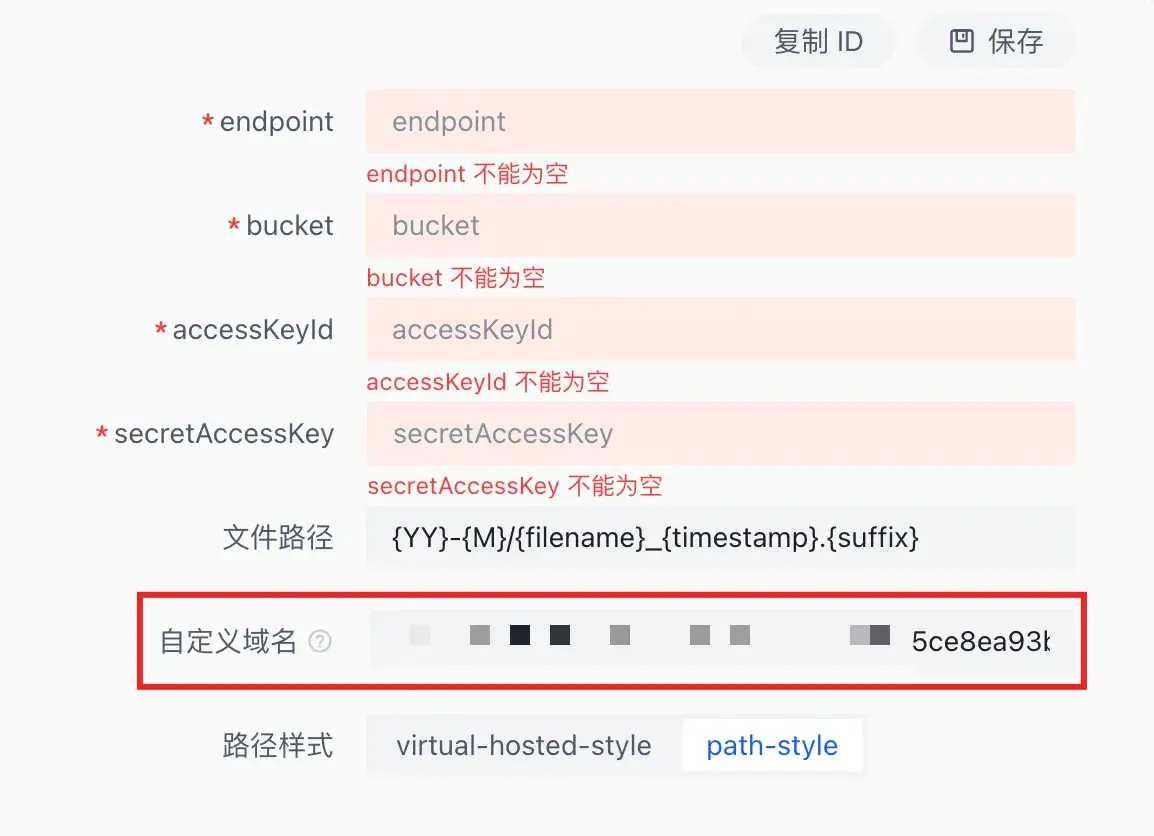 复制 ID 保存
* endpoint endpoint
endpoint 不能为空
* bucket bucket
bucket 不能为空
* accessKeyId accessKeyId
accessKeyId 不能为空
* secretAccessKey secretAccessKey
secretAccessKey 不能为空
文件路径 {YY}-{M}/{filename}_{timestamp}.{suffix}
自定义域名 ? 5ce8ea93
路径样式 virtual-hosted-style path-style